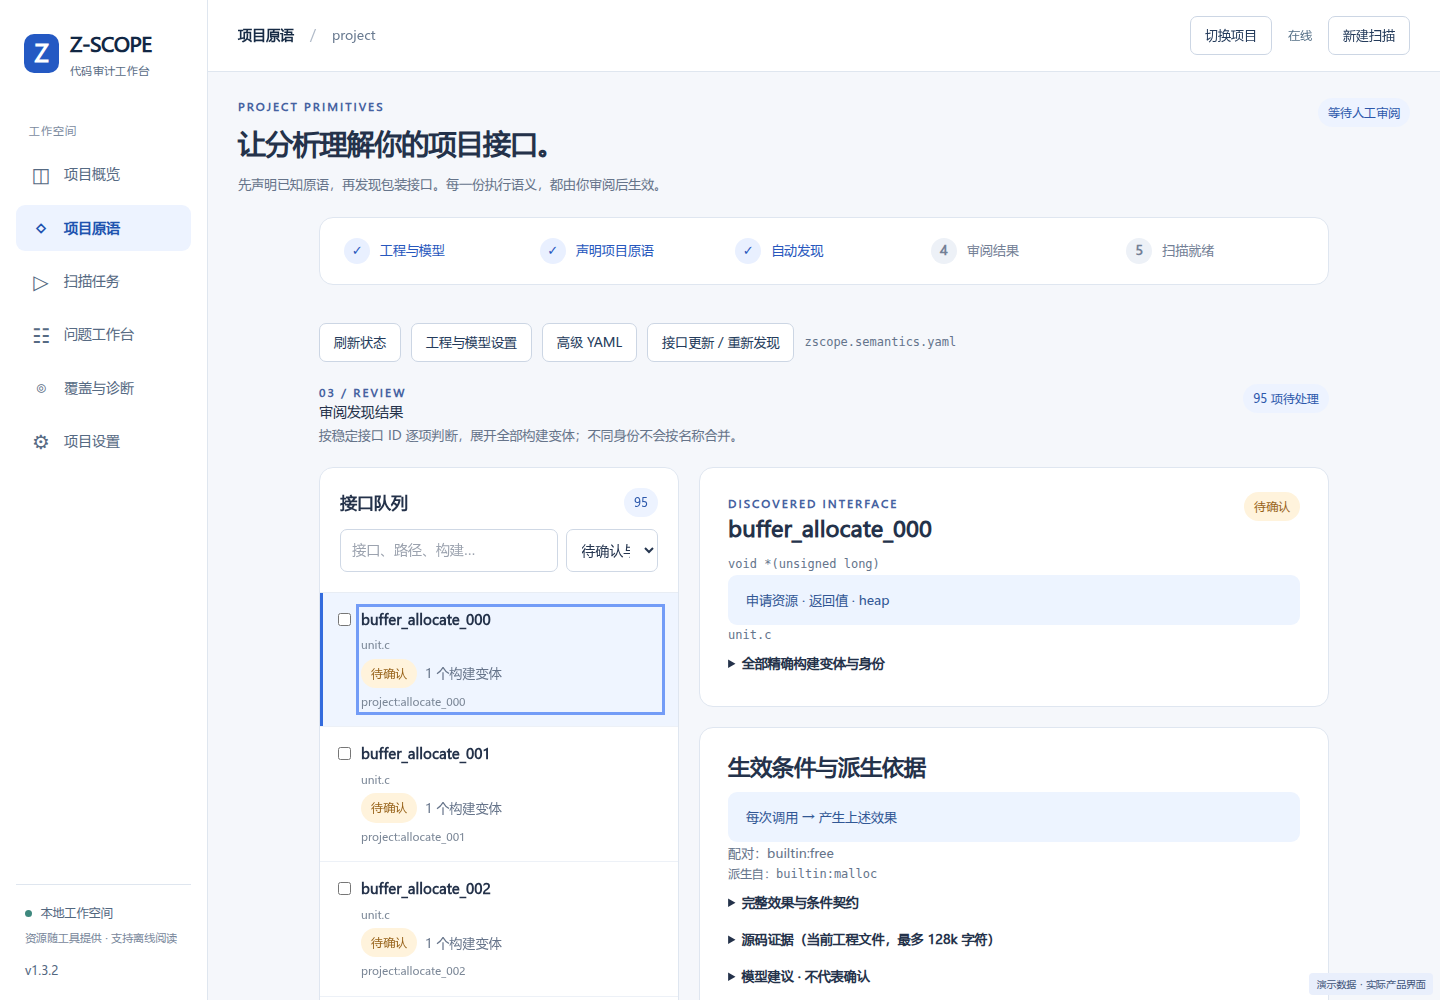 Z
Z-SCOPE
代码审计工作台
工作空间
项目概览
项目原语
扫描任务
问题工作台
覆盖与诊断
项目设置
本地工作空间
资源随工具提供 · 支持离线阅读
v1.3.2
项目原语 / project
切换项目
在线
新建扫描
PROJECT PRIMITIVES
等待人工审阅
让分析理解你的项目接口。
先声明已知原语，再发现包装接口。每一份执行语义，都由你审阅后生效。
✓ 工程与模型
✓ 声明项目原语
✓ 自动发现
4 审阅结果
5 扫描就绪
刷新状态
工程与模型设置
高级 YAML
接口更新 / 重新发现
zscope.semantics.yaml
03 / REVIEW
95 项待处理
审阅发现结果
按稳定接口 ID 逐项判断，展开全部构建变体；不同身份不会按名称合并。
接口队列
95
接口、路径、构建...
待确认
buffer_allocate_000
unit.c
待确认 1 个构建变体
project:allocate_000
buffer_allocate_001
unit.c
待确认 1 个构建变体
project:allocate_001
buffer_allocate_002
unit.c
待确认 1 个构建变体
project:allocate_002
DISCOVERED INTERFACE
待确认
buffer_allocate_000
void *(unsigned long)
申请资源 · 返回值 · heap
unit.c
全部精确构建变体与身份
生效条件与派生依据
每次调用 → 产生上述效果
配对：builtin:free
派生自：builtin:malloc
完整效果与条件契约
源码证据（当前工程文件，最多 128k 字符）
模型建议 · 不代表确认
演示数据 · 实际产品界面